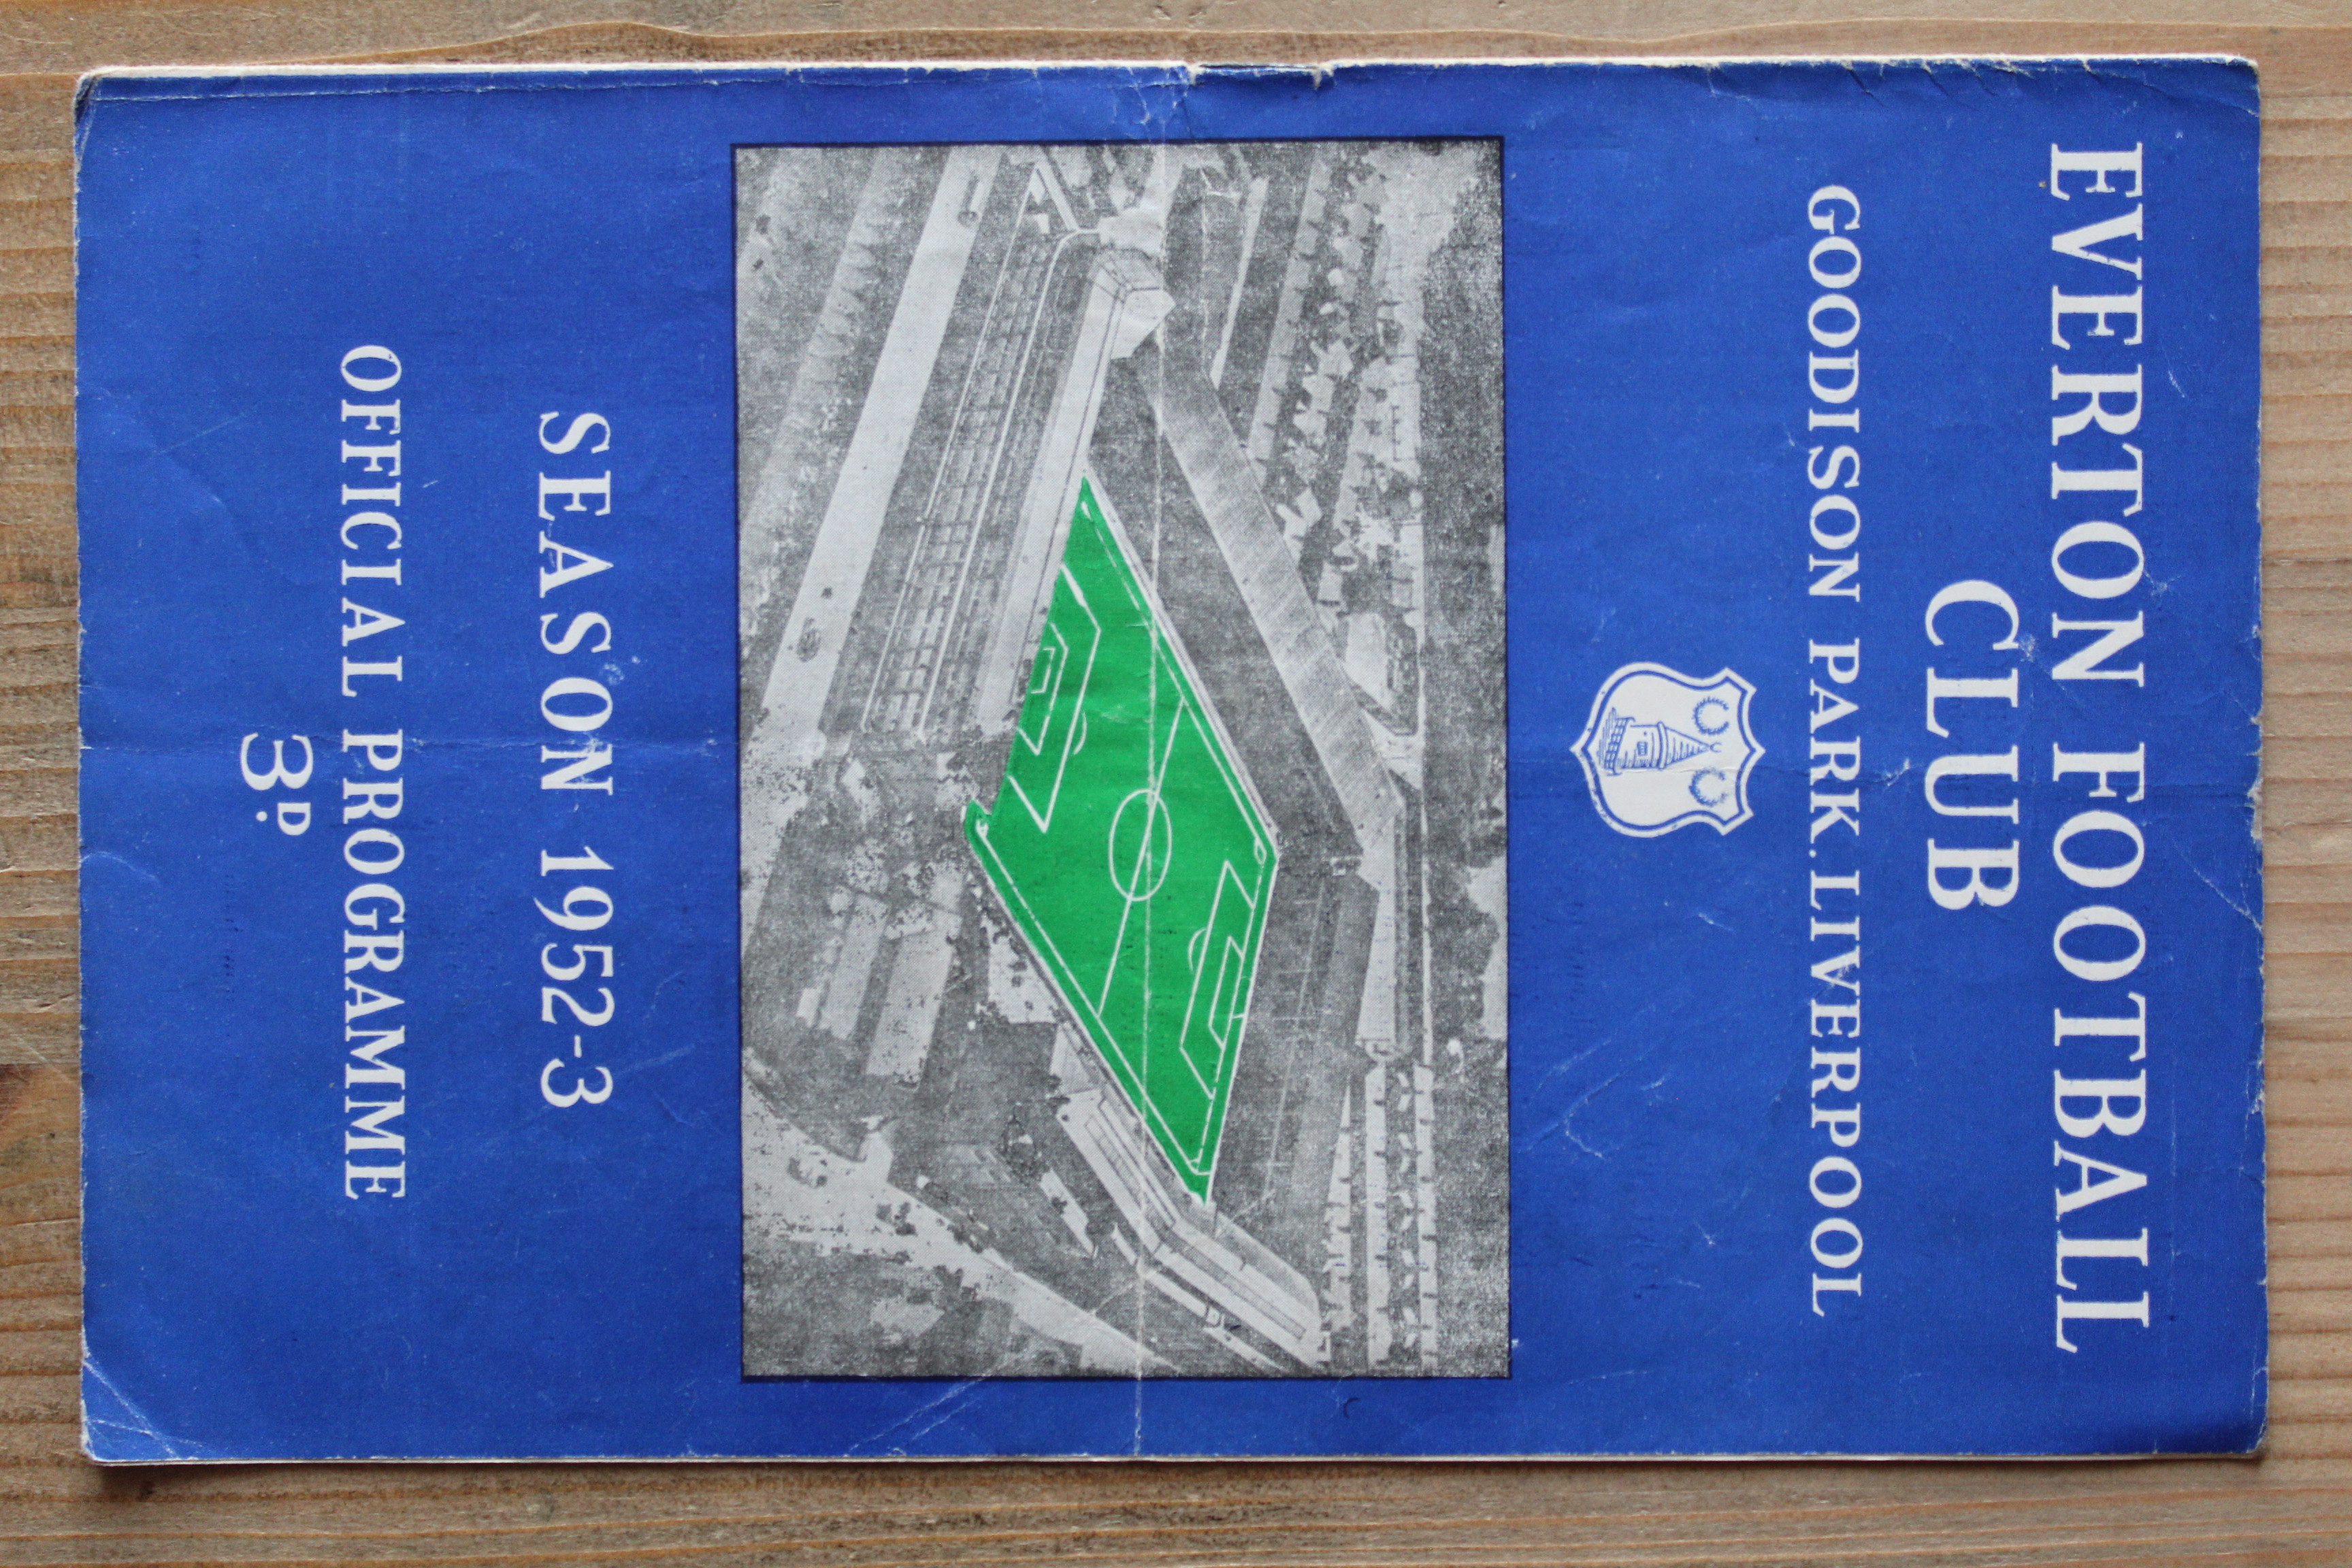 EVERTON FOOTBALL
CLUB
GOODISON PARK. LIVERPOOL
SEASON 1952-3
OFFICIAL PROGRAMME
3D.